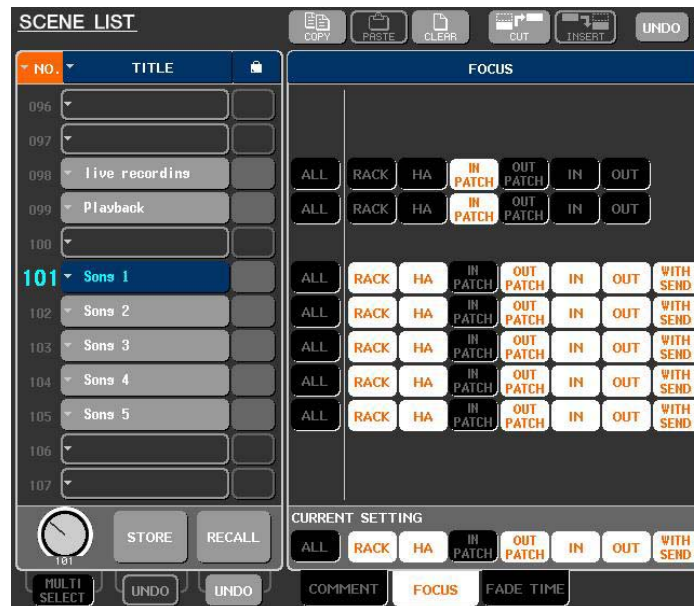 SCENE LIST
COPY PASTE CLEAR CUT INSERT UNDO
NO. TITLE FOCUS
096
097
098 live recording ALL RACK HA IN PATCH OUT PATCH IN OUT
099 Playback ALL RACK HA IN PATCH OUT PATCH IN OUT
100
101 Song 1 ALL RACK HA IN PATCH OUT PATCH IN OUT WITH SEND
102 Song 2 ALL RACK HA IN PATCH OUT PATCH IN OUT WITH SEND
103 Song 3 ALL RACK HA IN PATCH OUT PATCH IN OUT WITH SEND
104 Song 4 ALL RACK HA IN PATCH OUT PATCH IN OUT WITH SEND
105 Song 5 ALL RACK HA IN PATCH OUT PATCH IN OUT WITH SEND
106
107
CURRENT SETTING
101 STORE RECALL ALL RACK HA IN PATCH OUT PATCH IN OUT WITH SEND
MULTI SELECT UNDO UNDO COMMENT FOCUS FADE TIME